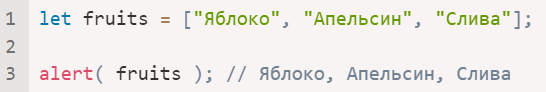 1 let fruits = ["Яблоко", "Апельсин", "Слива"];
2
3 alert( fruits ); // Яблоко, Апельсин, Слива